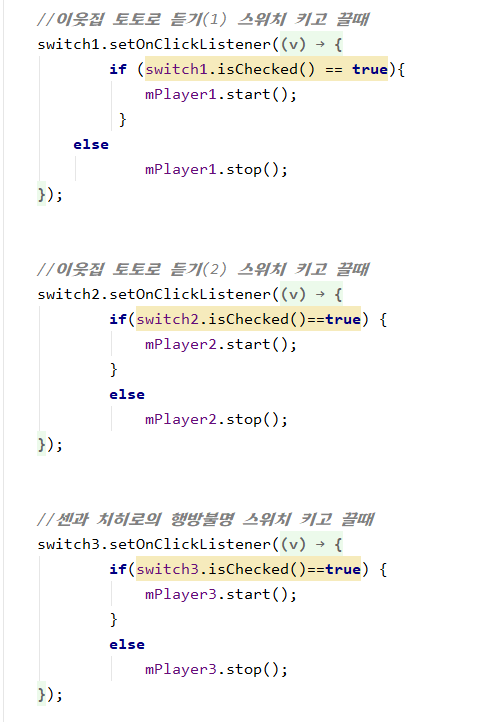 //이웃집 토토로 듣기(1) 스위치 키고 끌때
switch1.setOnClickListener((v) → {
if (switch1.isChecked() == true){
mPlayer1.start();
}
else
mPlayer1.stop();
});
//이웃집 토토로 듣기(2) 스위치 키고 끌때
switch2.setOnClickListener((v) → {
if(switch2.isChecked()==true) {
mPlayer2.start();
}
else
mPlayer2.stop();
});
//센과 치히로의 행방불명 스위치 키고 끌때
switch3.setOnClickListener((v) → {
if(switch3.isChecked()==true) {
mPlayer3.start();
}
else
mPlayer3.stop();
});